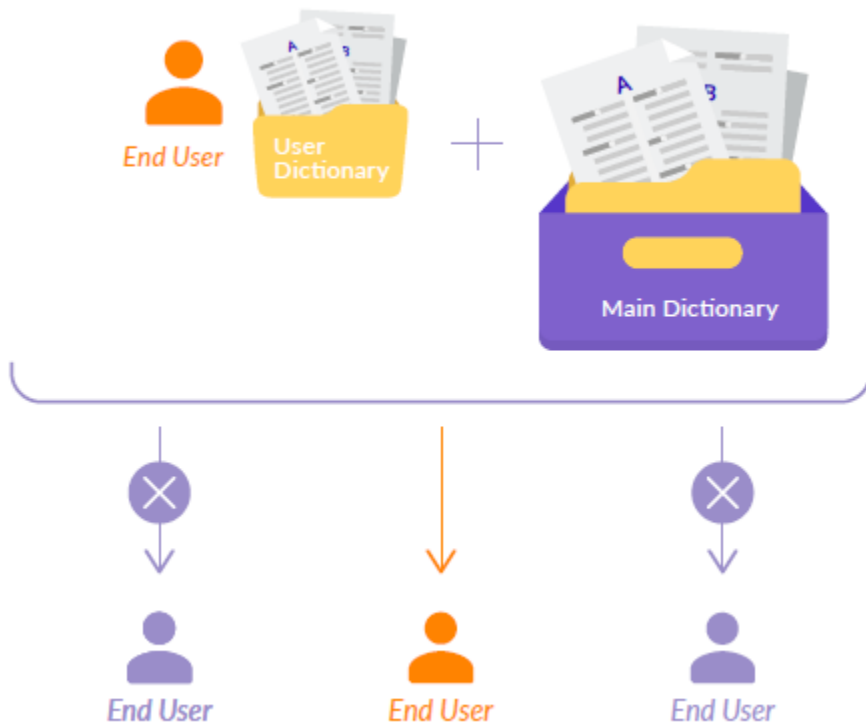 A
B
End User
User
Dictionary
A
B
Main Dictionary
End User
End User
End User